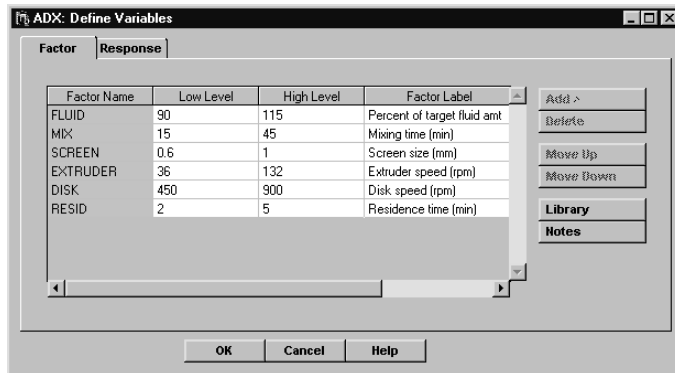 ADX: Define Variables
Factor Response
Factor Name Low Level High Level Factor Label
FLUID 90 115 Percent of target fluid amt
MIX 15 45 Mixing time (min)
SCREEN 0.6 1 Screen size (mm)
EXTRUDER 36 132 Extruder speed (rpm)
DISK 450 900 Disk speed (rpm)
RESID 2 5 Residence time (min)
Add >
Delete
Move Up
Move Down
Library
Notes
OK Cancel Help